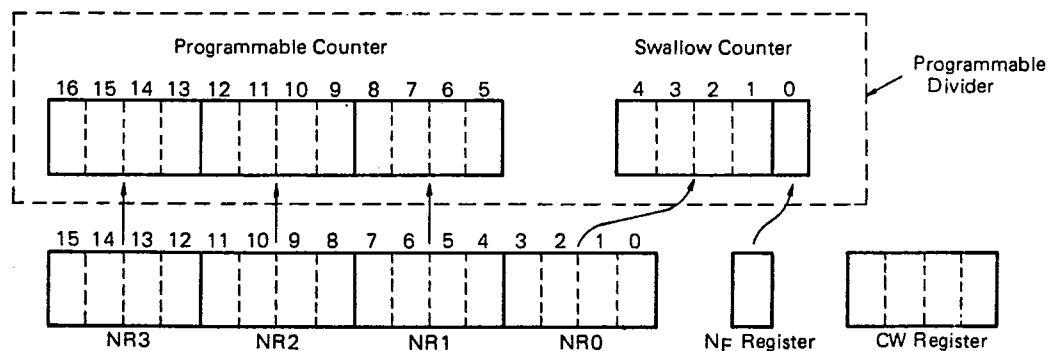 Programmable Counter
Swallow Counter
Programmable
Divider
16 15 14 13 12 11 10 9 8 7 6 5
4 3 2 1 0
15 14 13 12 11 10 9 8 7 6 5 4 3 2 1 0
NR3 NR2 NR1 NR0
NF Register
CW Register